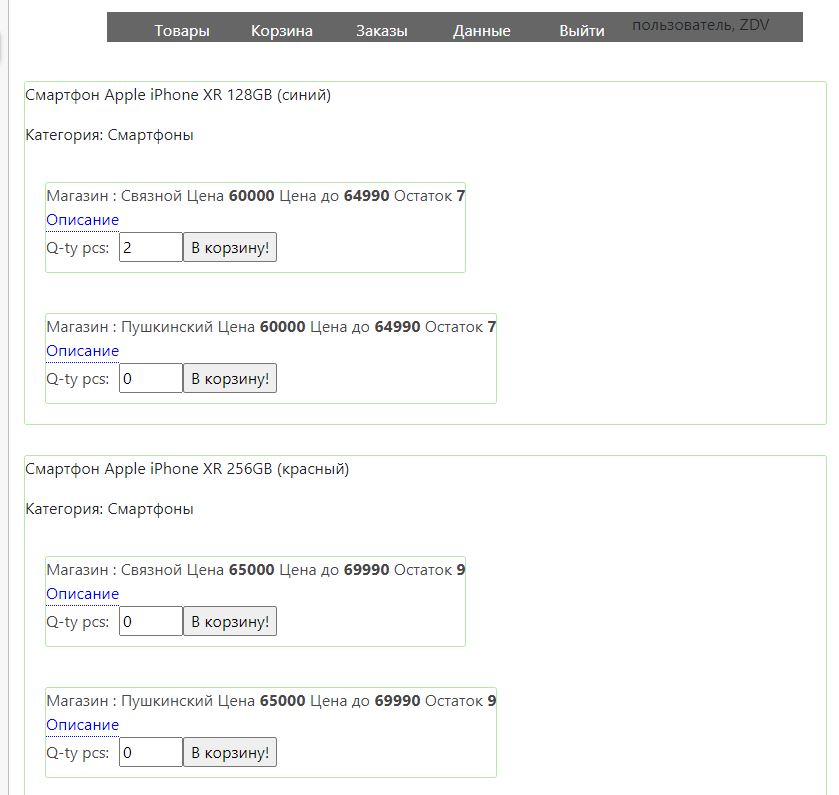 Товары Корзина Заказы Данные Выйти пользователь, ZDV
Смартфон Apple iPhone XR 128GB (синий)
Категория: Смартфоны
Магазин : Связной Цена 60000 Цена до 64990 Остаток 7
Описание
Q-ty pcs: 2 В корзину!
Магазин : Пушкинский Цена 60000 Цена до 64990 Остаток 7
Описание
Q-ty pcs: 0 В корзину!
Смартфон Apple iPhone XR 256GB (красный)
Категория: Смартфоны
Магазин : Связной Цена 65000 Цена до 69990 Остаток 9
Описание
Q-ty pcs: 0 В корзину!
Магазин : Пушкинский Цена 65000 Цена до 69990 Остаток 9
Описание
Q-ty pcs: 0 В корзину!